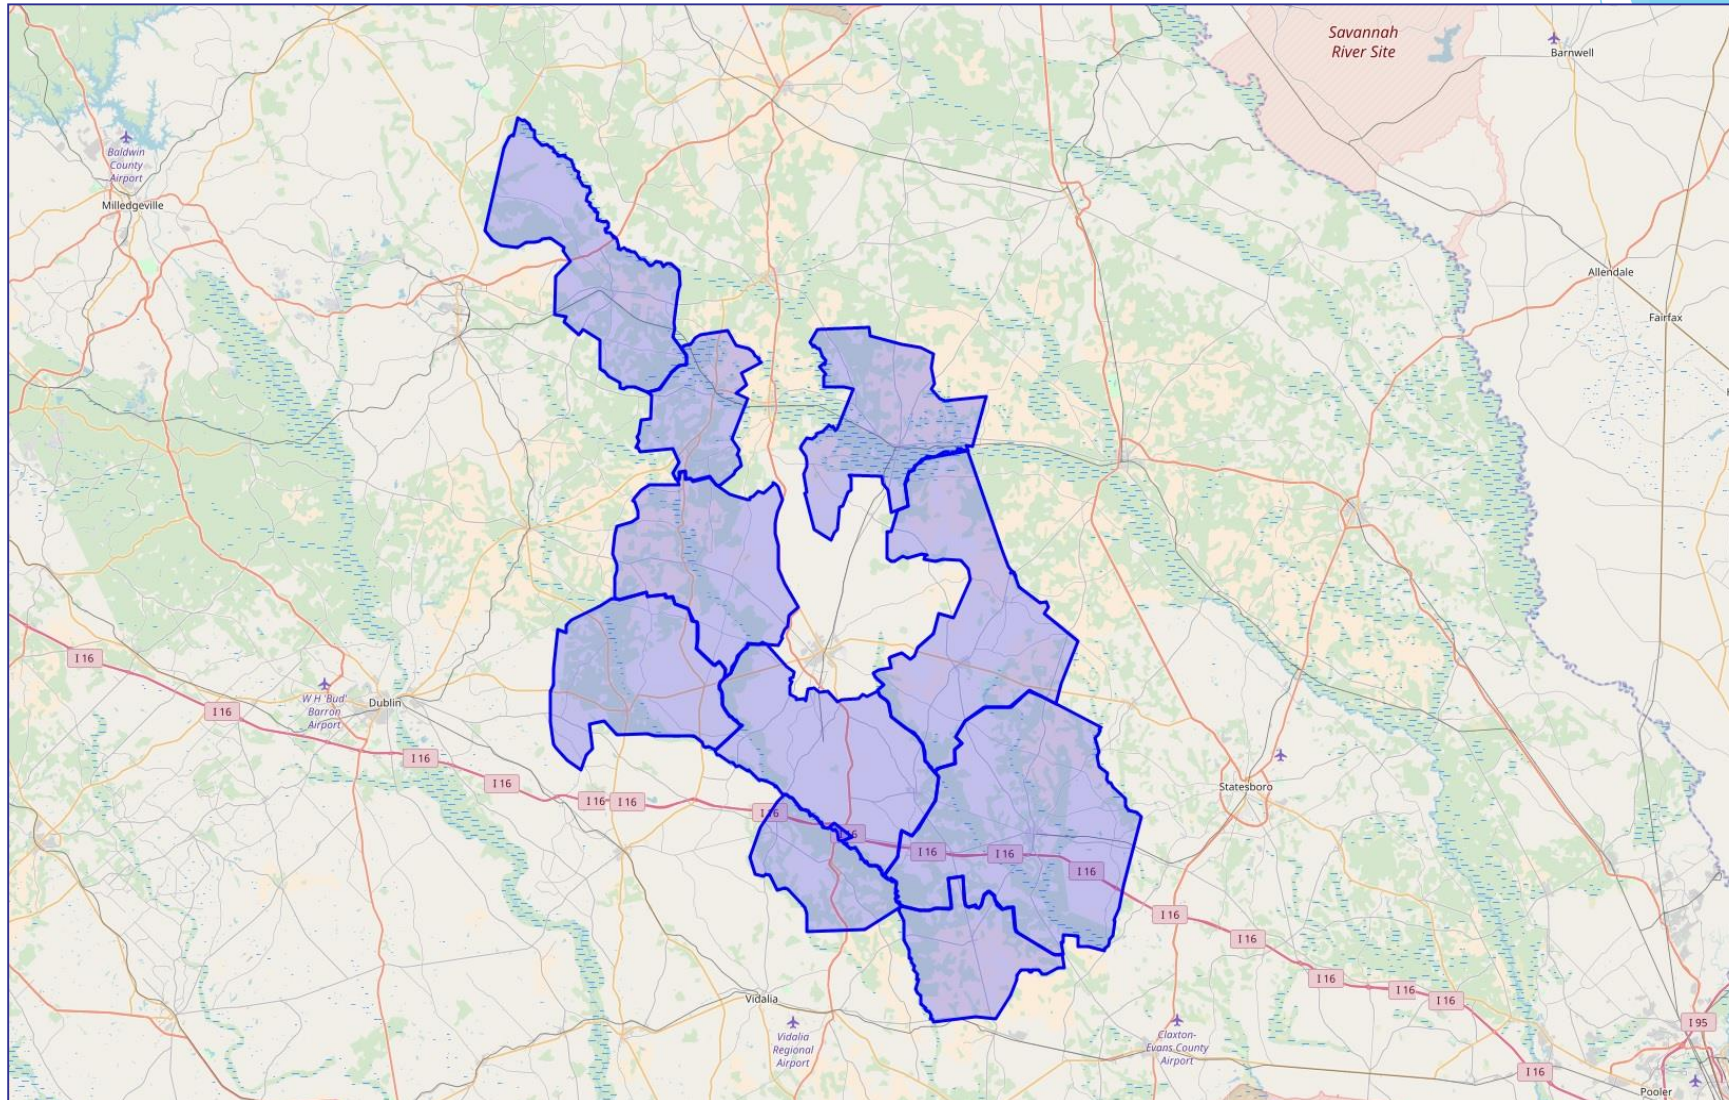 Savannah
River Site
Barnwell
Baldwin
County
Airport
Milledgeville
Allendale
Fairfax
I 16
W H 'Bud'
Barron
Airport
Dublin
I 16
I 16
I 16
I 16
I 16
I 16
I 16
I 16
I 16
I 16
Statesboro
I 16
I 16
I 16
I 16
I 16
Vidalia
Vidalia
Regional
Airport
Claxton-
Evans County
Airport
I 95
I 16
Pooler